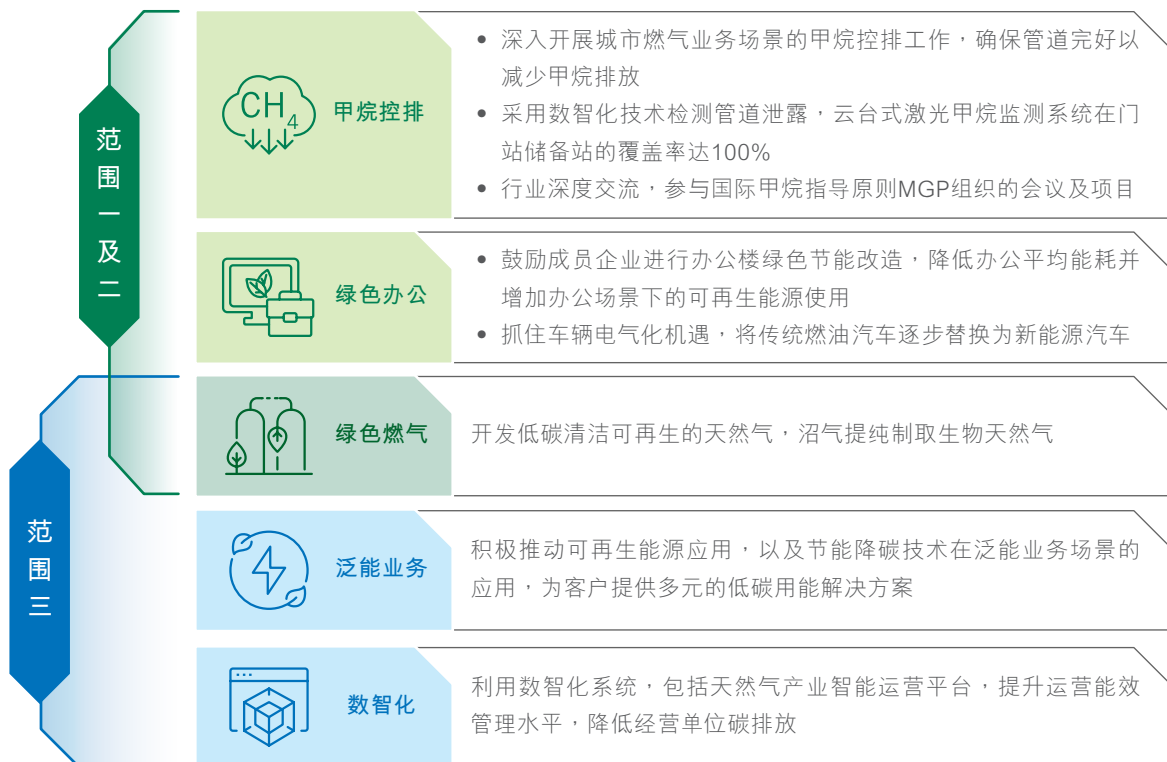 范围一及二
CH4
甲烷控排
• 深入开展城市燃气业务场景的甲烷控排工作，确保管道完好以
减少甲烷排放
• 采用数智化技术检测管道泄露，云台式激光甲烷监测系统在门
站储备站的覆盖率达100%
• 行业深度交流，参与国际甲烷指导原则MGP组织的会议及项目
绿色办公
• 鼓励成员企业进行办公楼绿色节能改造，降低办公平均能耗并
增加办公场景下的可再生能源使用
• 抓住车辆电气化机遇，将传统燃油汽车逐步替换为新能源汽车
范围三
绿色燃气
开发低碳清洁可再生的天然气，沼气提纯制取生物天然气
泛能业务
积极推动可再生能源应用，以及节能降碳技术在泛能业务场景的
应用，为客户提供多元的低碳用能解决方案
数智化
利用数智化系统，包括天然气产业智能运营平台，提升运营能效
管理水平，降低经营单位碳排放